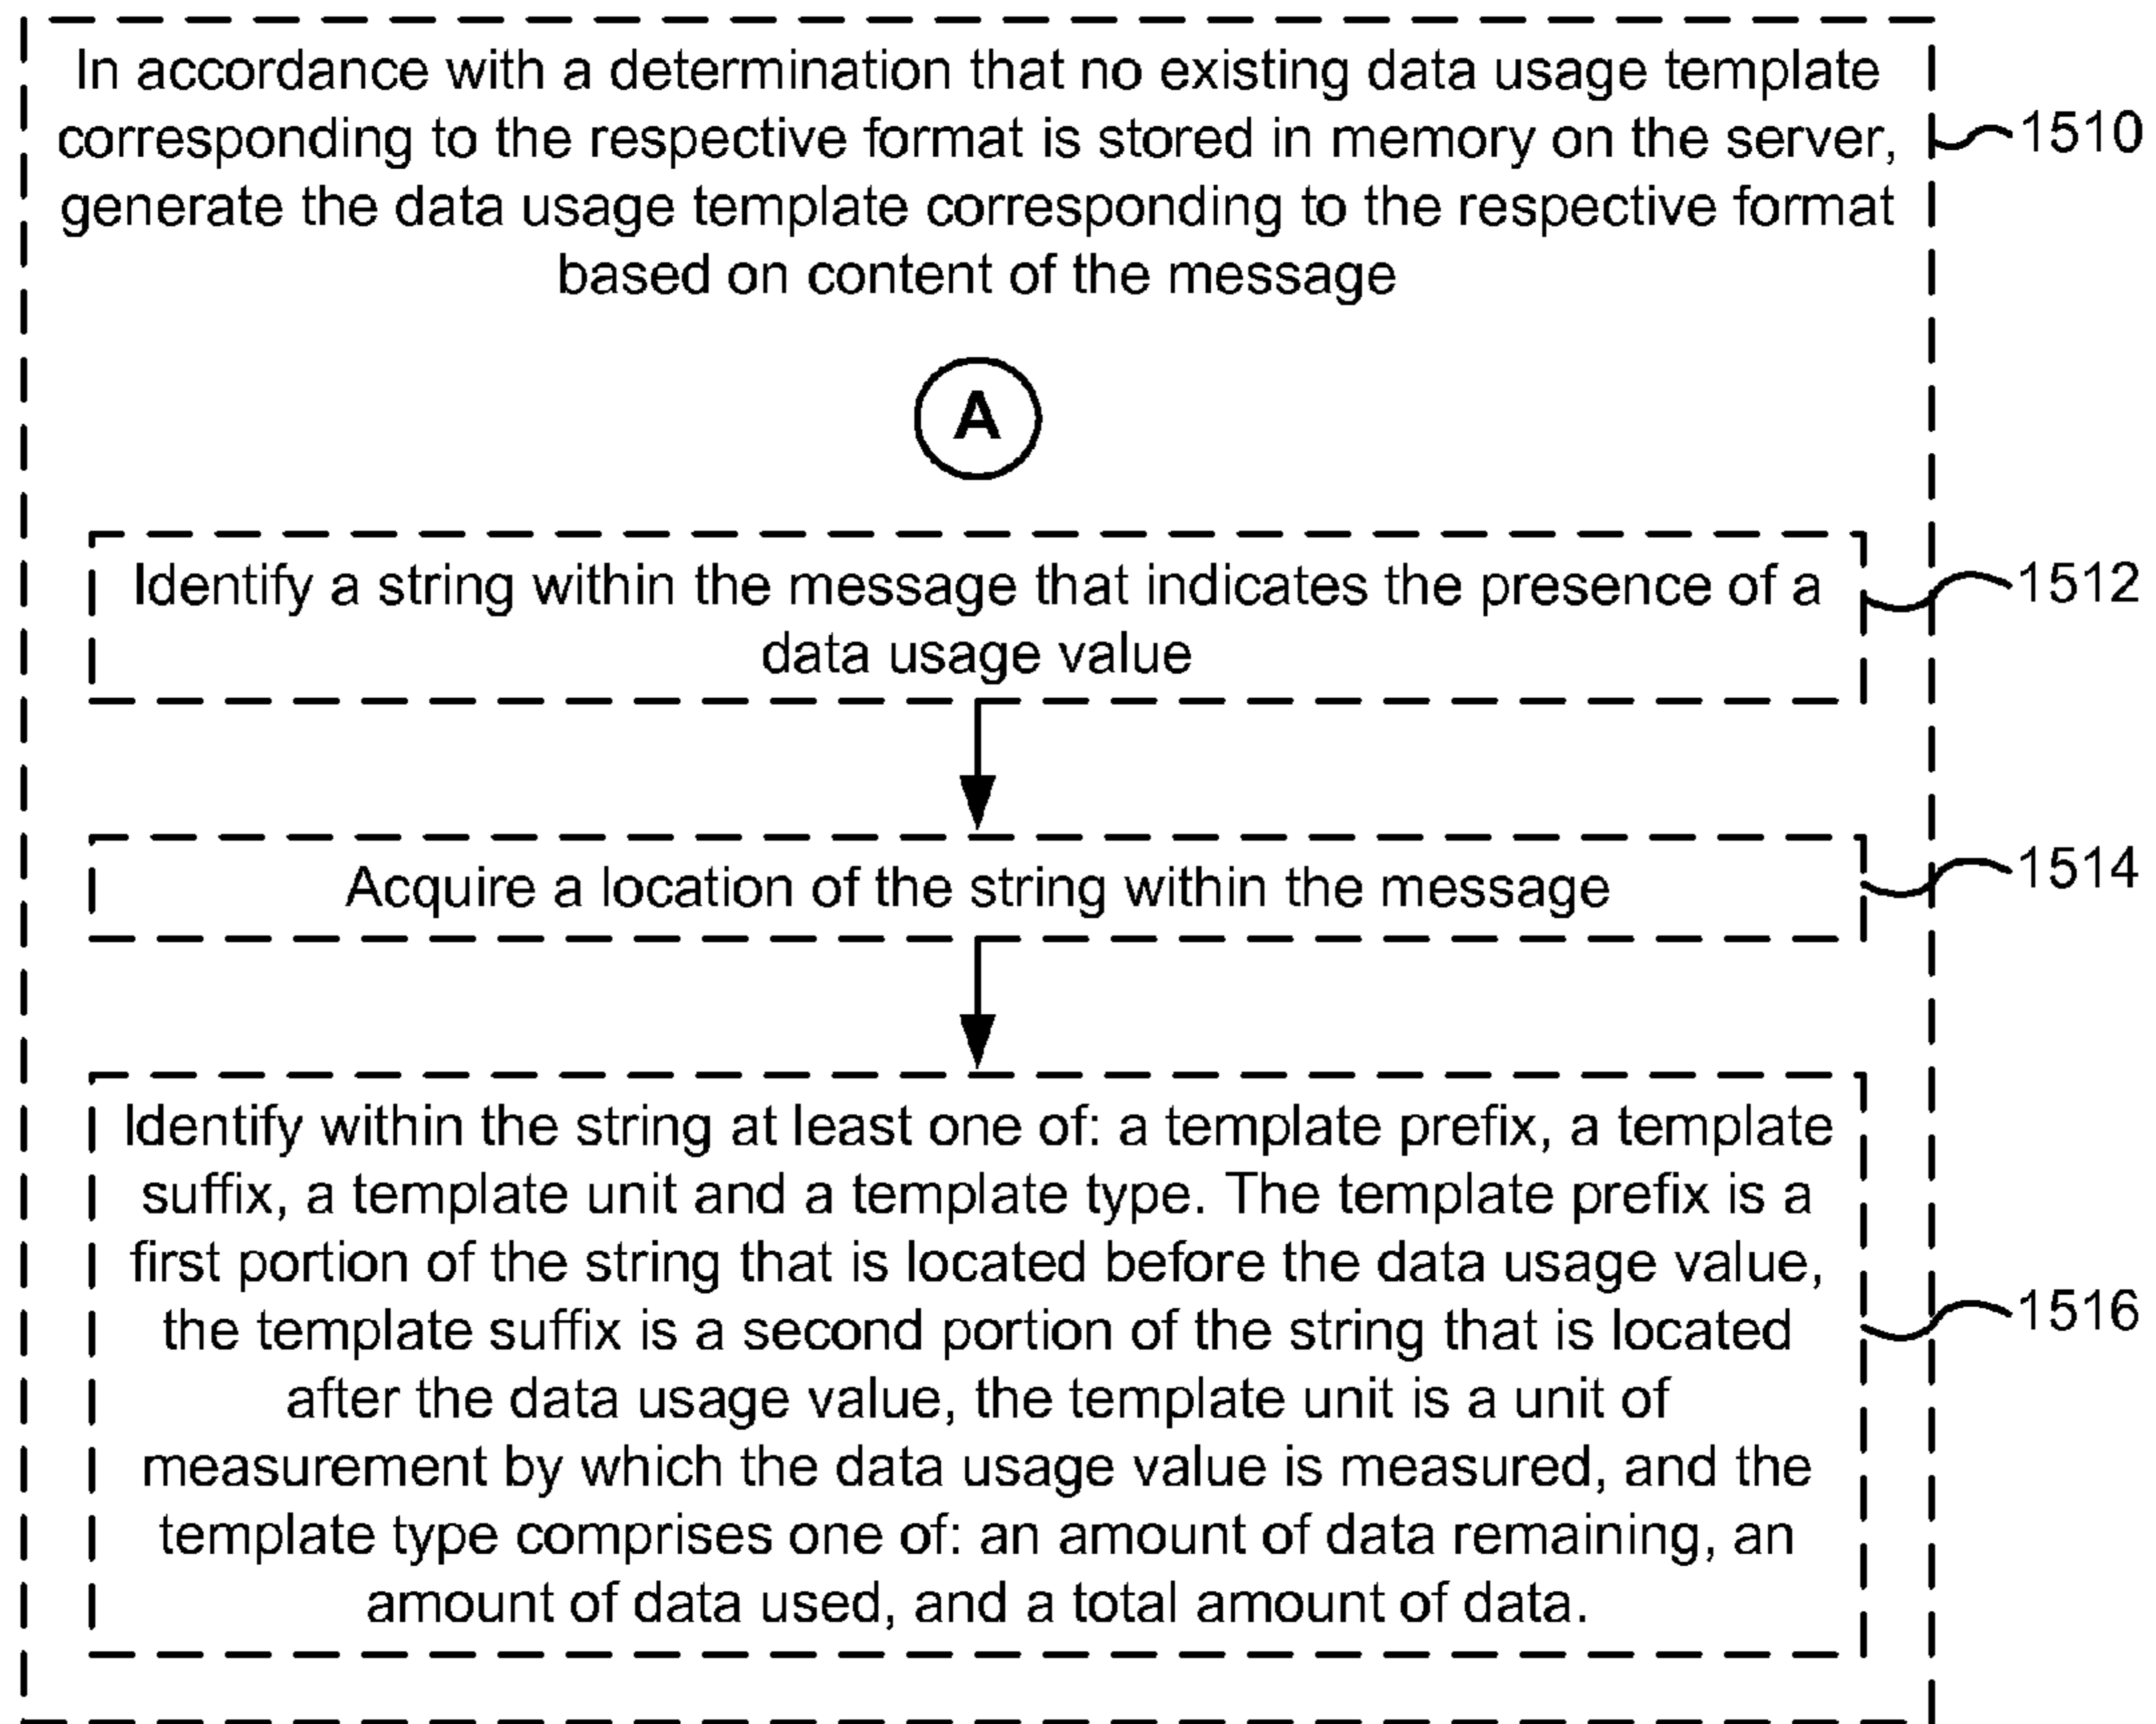 In accordance with a determination that no existing data usage template
corresponding to the respective format is stored in memory on the server,
generate the data usage template corresponding to the respective format
based on content of the message
1510
A
Identify a string within the message that indicates the presence of a
data usage value
1512
Acquire a location of the string within the message
1514
Identify within the string at least one of: a template prefix, a template
suffix, a template unit and a template type. The template prefix is a
first portion of the string that is located before the data usage value,
the template suffix is a second portion of the string that is located
after the data usage value, the template unit is a unit of
measurement by which the data usage value is measured, and the
template type comprises one of: an amount of data remaining, an
amount of data used, and a total amount of data.
1516